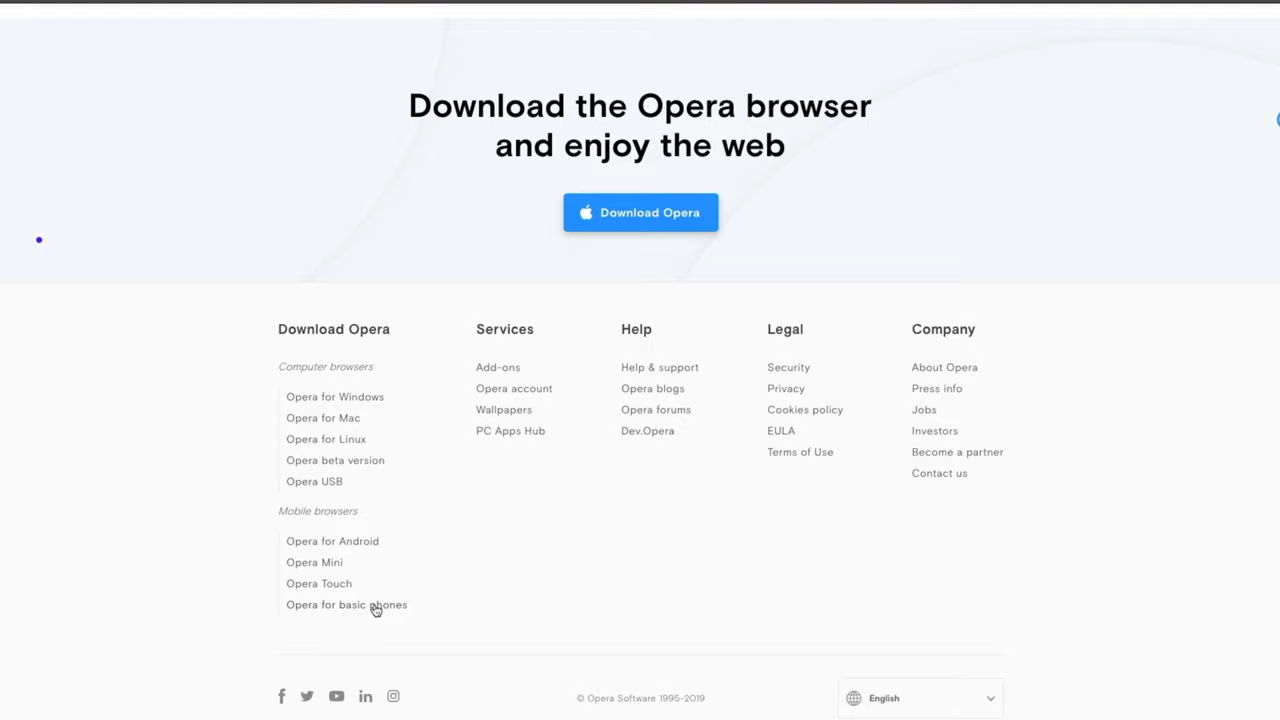 Download the Opera browser
and enjoy the web
Download Opera
Download Opera
Computer browsers
Opera for Windows
Opera for Mac
Opera for Linux
Opera beta version
Opera USB
Mobile browsers
Opera for Android
Opera Mini
Opera Touch
Opera for basic phones
Services
Add-ons
Opera account
Wallpapers
PC Apps Hub
Help
Help & support
Opera blogs
Opera forums
Dev.Opera
Legal
Security
Privacy
Cookies policy
EULA
Terms of Use
Company
About Opera
Press info
Jobs
Investors
Become a partner
Contact us
© Opera Software 1995-2019
English